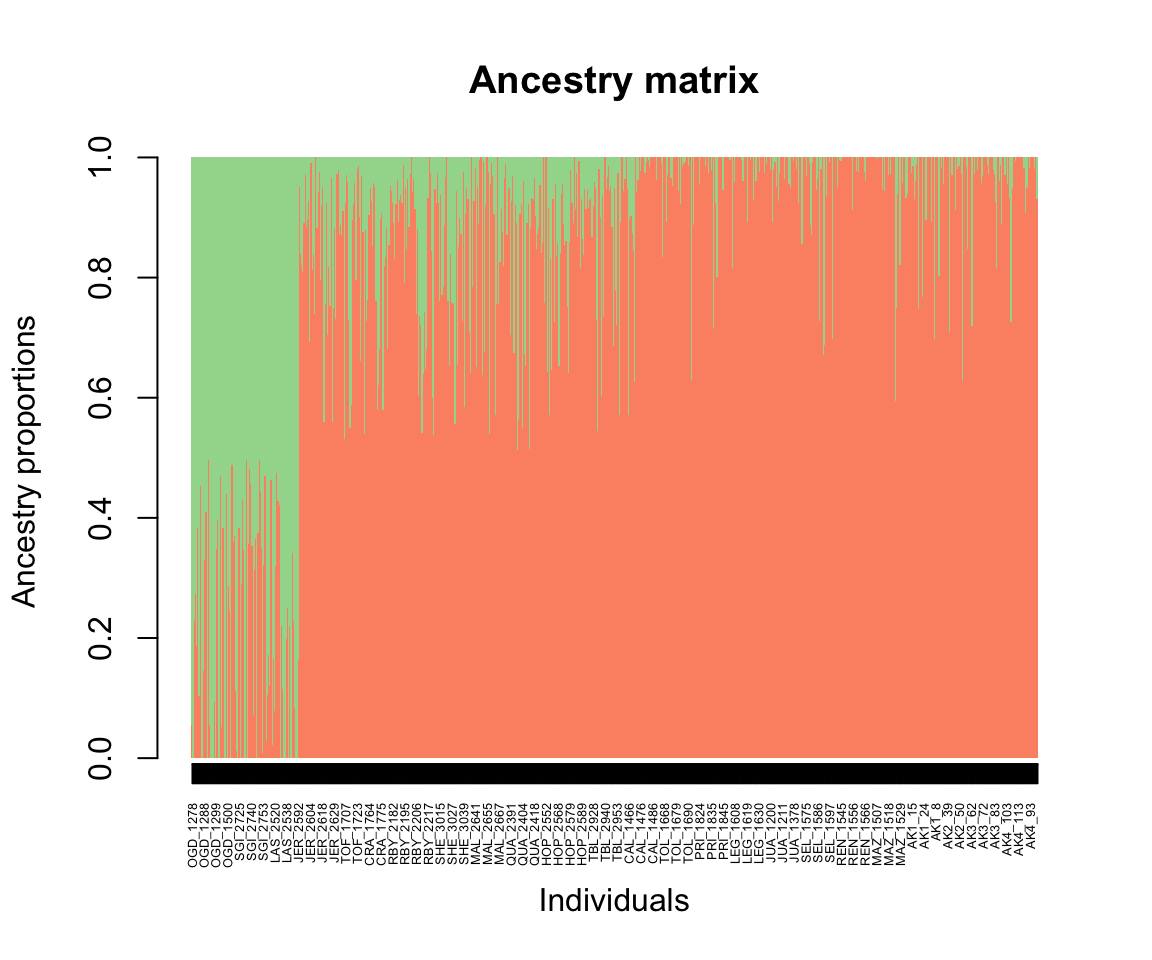 Ancestry matrix
Ancestry proportions
1.0
0.8
0.6
0.4
0.2
0.0
OGD_1278
OGD_1288
OGD_1299
OGD_1500
SGI_2725
SGI_2740
SGI_2753
LAS_2520
LAS_2538
JER_2592
JER_2604
JER_2618
JER_2629
TOF_1707
TOF_1723
CRA_1764
CRA_1775
RBY_2182
RBY_2195
RBY_2206
RBY_2217
SHE_3015
SHE_3027
SHE_3039
MAL_2641
MAL_2655
MAL_2667
QUA_2391
QUA_2404
QUA_2418
HOP_2552
HOP_2568
HOP_2579
HOP_2589
TBL_2928
TBL_2940
TBL_2953
CAL_1466
CAL_1476
CAL_1486
TOL_1668
TOL_1679
TOL_1690
PRI_1824
PRI_1835
PRI_1845
LEG_1608
LEG_1619
LEG_1630
JUA_1200
JUA_1211
JUA_1378
SEL_1575
SEL_1586
SEL_1597
REN_1545
REN_1556
REN_1566
MAZ_1507
MAZ_1518
MAZ_1529
AK1_15
AK1_24
AK1_8
AK2_39
AK2_50
AK3_62
AK3_72
AK3_83
AK4_103
AK4_113
AK4_93
Individuals